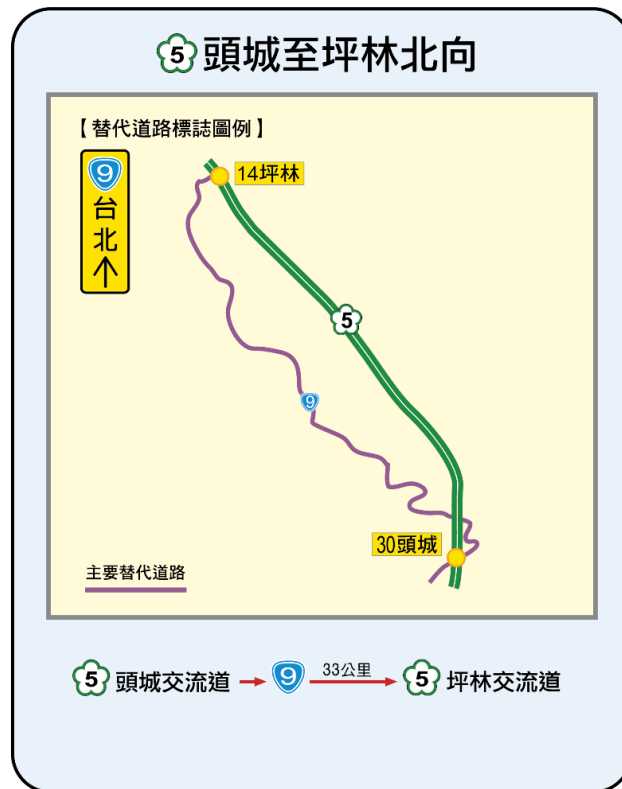 5頭城至坪林北向
【替代道路標誌圖例】
9
台
北
14坪林
5
9
30頭城
主要替代道路
5 頭城交流道 → 9 33公里 → 5 坪林交流道